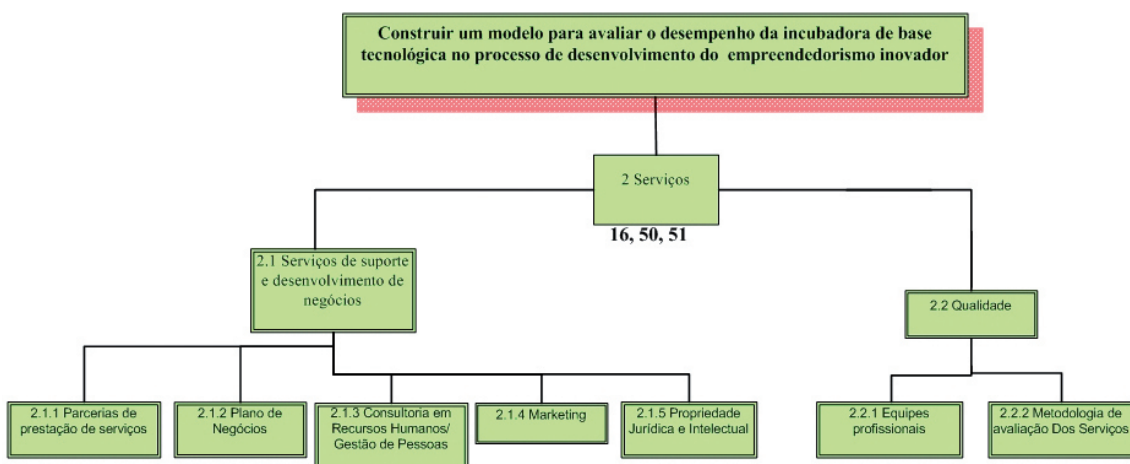 Construir um modelo para avaliar o desempenho da incubadora de base
tecnológica no processo de desenvolvimento do empreendedorismo inovador
2 Serviços
16, 50, 51
2.1 Serviços de suporte
e desenvolvimento de
negócios
2.2 Qualidade
2.1.1 Parcerias de
prestação de serviços
2.1.2 Plano de
Negócios
2.1.3 Consultoria em
Recursos Humanos/
Gestão de Pessoas
2.1.4 Marketing
2.1.5 Propriedade
Jurídica e Intelectual
2.2.1 Equipes
profissionais
2.2.2 Metodologia de
avaliação Dos Serviços